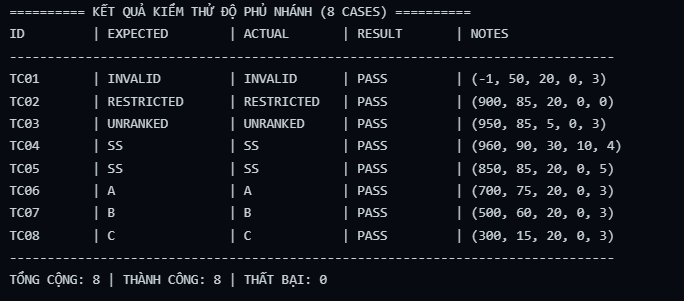 ========== KẾT QUẢ KIỂM THỬ ĐỘ PHỦ NHÁNH (8 CASES) ==========
ID | EXPECTED | ACTUAL | RESULT | NOTES
--------------------------------------------------------------------------------
TC01 | INVALID | INVALID | PASS | (-1, 50, 20, 0, 3)
TC02 | RESTRICTED | RESTRICTED | PASS | (900, 85, 20, 0, 0)
TC03 | UNRANKED | UNRANKED | PASS | (950, 85, 5, 0, 3)
TC04 | SS | SS | PASS | (960, 90, 30, 10, 4)
TC05 | SS | SS | PASS | (850, 85, 20, 0, 5)
TC06 | A | A | PASS | (700, 75, 20, 0, 3)
TC07 | B | B | PASS | (500, 60, 20, 0, 3)
TC08 | C | C | PASS | (300, 15, 20, 0, 3)
--------------------------------------------------------------------------------
TỔNG CỘNG: 8 | THÀNH CÔNG: 8 | THẤT BẠI: 0